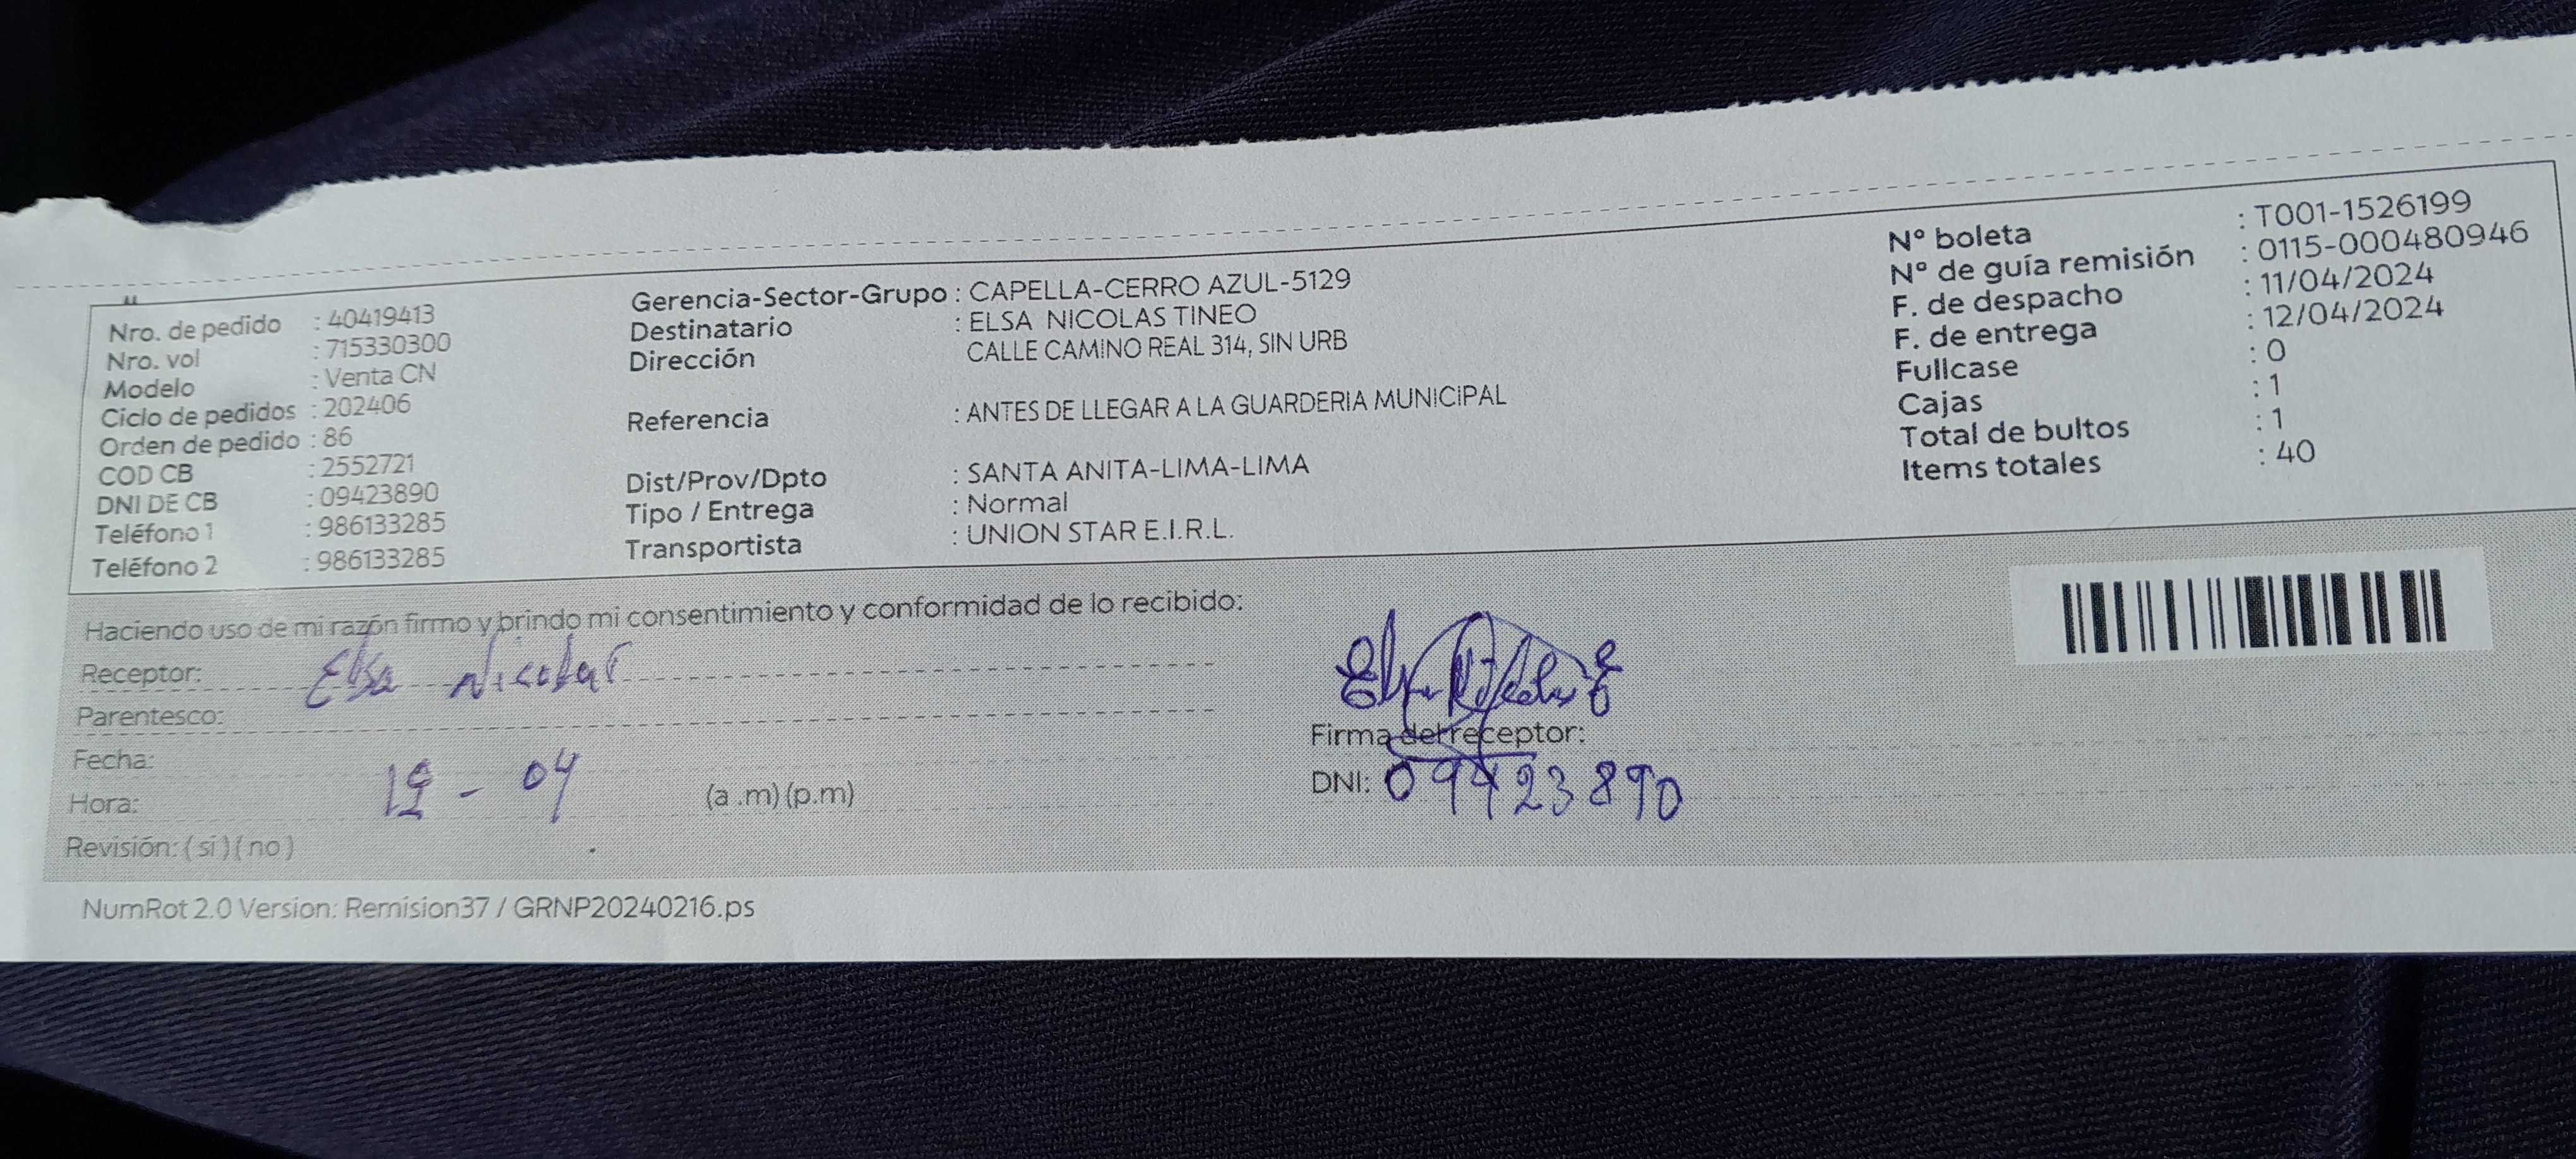 Nro. de pedido : 40419413
Nro. vol : 715330300
Modelo : Venta CN
Ciclo de pedidos : 202406
Orden de pedido : 86
COD CB : 2552721
DNI DE CB : 09423890
Teléfono 1 : 986133285
Teléfono 2 : 986133285
Gerencia-Sector-Grupo : CAPELLA-CERRO AZUL-5129
Destinatario : ELSA NICOLAS TINEO
Dirección CALLE CAMINO REAL 314, SIN URB
Referencia : ANTES DE LLEGAR A LA GUARDERIA MUNICIPAL
Dist/Prov/Dpto : SANTA ANITA-LIMA-LIMA
Tipo / Entrega : Normal
Transportista : UNION STAR E.I.R.L.
N° boleta : T001-1526199
N° de guía remisión : 0115-000480946
F. de despacho : 11/04/2024
F. de entrega : 12/04/2024
Fullcase : 0
Cajas : 1
Total de bultos : 1
Items totales : 40
Haciendo uso de mi razón firmo y brindo mi consentimiento y conformidad de lo recibido:
Receptor: Elsa Nicolas
Parentesco:
Fecha:
Hora: - 04 (a .m) (p.m)
Revisión: ( si ) ( no )
Firma del receptor:
DNI: 09423890
NumRot 2.0 Version: Remision37 / GRNP20240216.ps